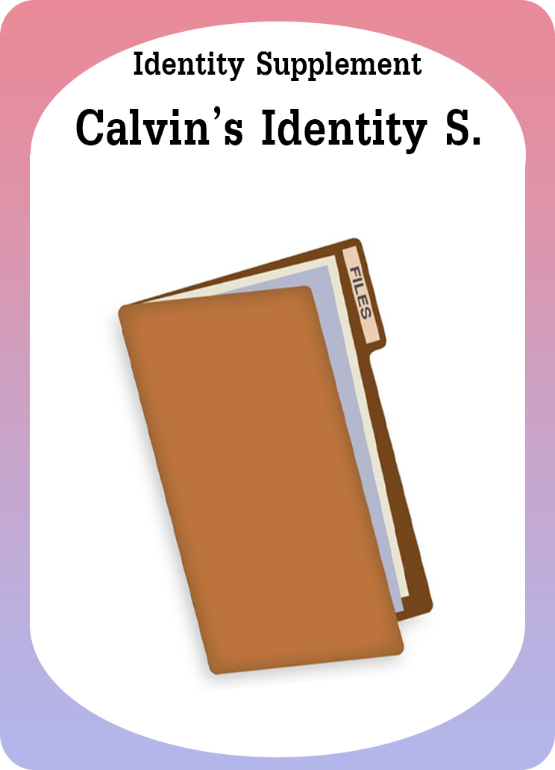 Identity Supplement
Calvin’s Identity S.
FILES